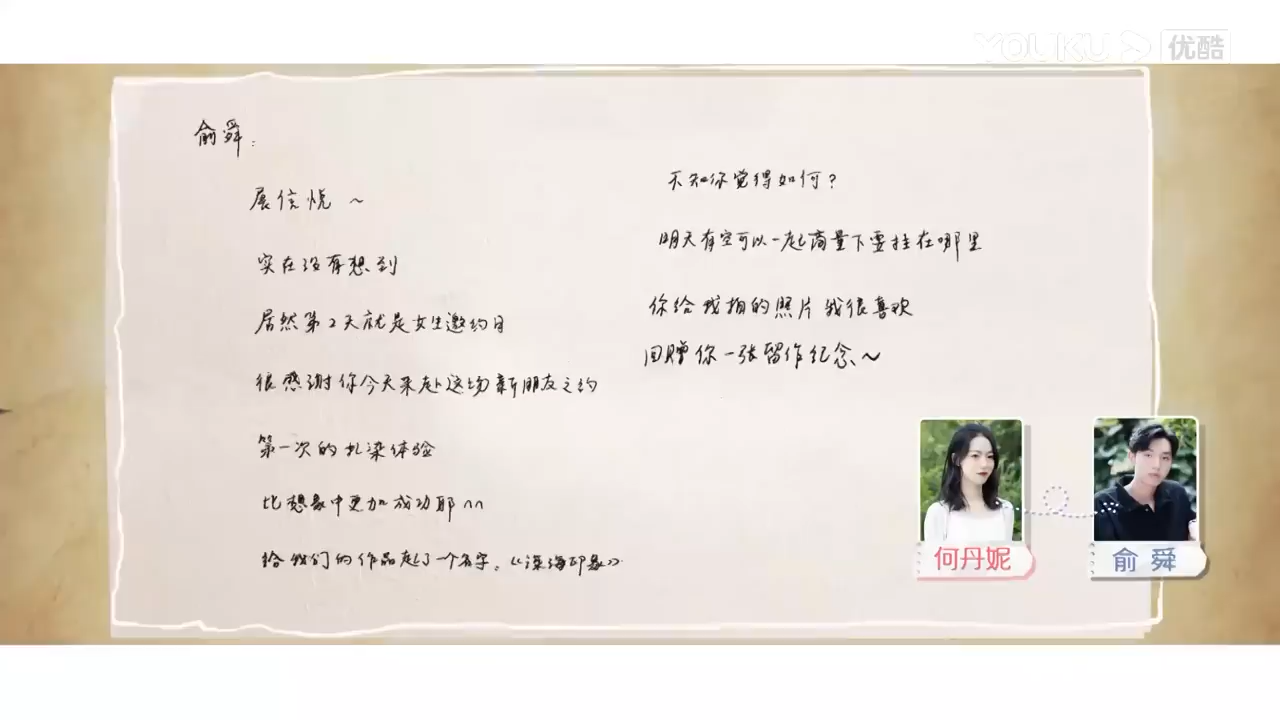 YOUKU 优酷
俞舜:
展信悦~
实在没有想到
居然第2天就是女生邀约日
很感谢你今天来赴这场新朋友之约
第一次的扎染体验
比想象中更加成功耶^^
给我们的作品起了一个名字。《深海印象》
不知你觉得如何?
明天有空可以一起商量下要挂在哪里
你给我拍的照片我很喜欢
回赠你一张留作纪念~
何丹妮
俞舜